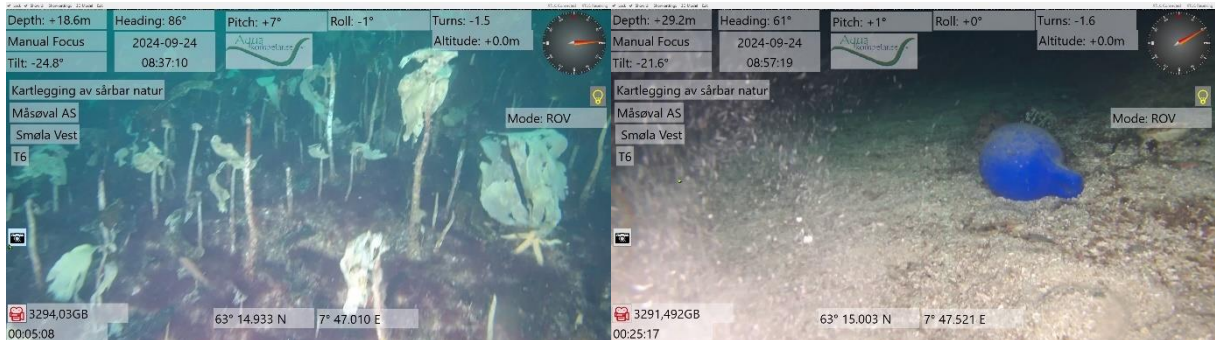 Depth: +18.6m
Heading: 86°
Pitch: +7°
Roll: -1°
Turns: -1.5
Manual Focus
2024-09-24
Altitude: +0.0m
Tilt: -24.8°
08:37:10
Aqua
Kompetanse
Kartlegging av sårbar natur
Måsøval AS
Mode: ROV
Smøla Vest
T6
3294,03GB
63° 14.933 N
7° 47.010 E
00:05:08
Depth: +29.2m
Heading: 61°
Pitch: +1°
Roll: +0°
Turns: -1.6
Manual Focus
2024-09-24
Altitude: +0.0m
Tilt: -21.6°
08:57:19
Aqua
Kompetanse
Kartlegging av sårbar natur
Måsøval AS
Mode: ROV
Smøla Vest
T6
3291,492GB
63° 15.003 N
7° 47.521 E
00:25:17